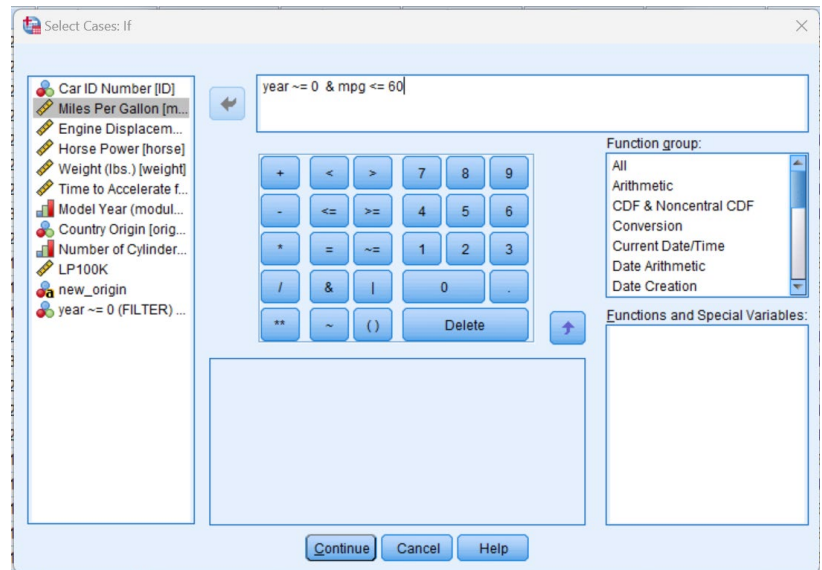 Select Cases: If
year ~= 0 & mpg <= 60
Car ID Number [ID]
Miles Per Gallon [m...
Engine Displacem...
Horse Power [horse]
Weight (lbs.) [weight]
Time to Accelerate f...
Model Year (modul...
Country Origin [orig...
Number of Cylinder...
LP100K
new_origin
year ~= 0 (FILTER) ...
+ < > 7 8 9
- <= >= 4 5 6
* = ~= 1 2 3
/ & | 0 .
** ~ ( ) Delete
Function group:
All
Arithmetic
CDF & Noncentral CDF
Conversion
Current Date/Time
Date Arithmetic
Date Creation
Functions and Special Variables:
Continue Cancel Help